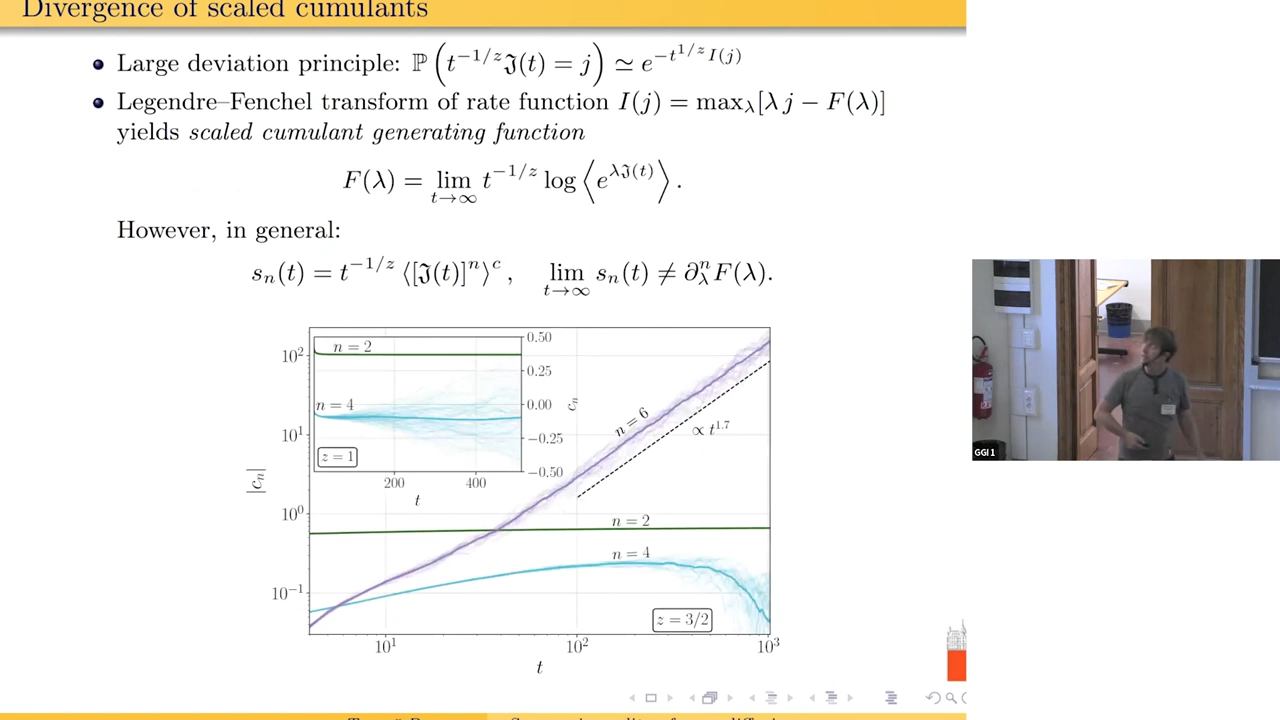 Divergence of scaled cumulants
Large deviation principle: ℙ(t^{-1/z}𝔍(t) = j) ≃ e^{-t^{1/z}I(j)}
Legendre–Fenchel transform of rate function I(j) = max_λ[λj − F(λ)]
yields scaled cumulant generating function
F(λ) = lim_{t→∞} t^{-1/z} log⟨e^{λ𝔍(t)}⟩.
However, in general:
s_n(t) = t^{-1/z} ⟨[𝔍(t)]^n⟩^c, lim_{t→∞} s_n(t) ≠ ∂_λ^n F(λ).
10^2
10^1
10^0
10^{-1}
|c_n|
n = 2
n = 4
z = 1
200
400
t
0.50
0.25
0.00
−0.25
−0.50
c_n
n = 6
∝ t^{1.7}
n = 2
n = 4
z = 3/2
10^1
10^2
10^3
t
GGI 1